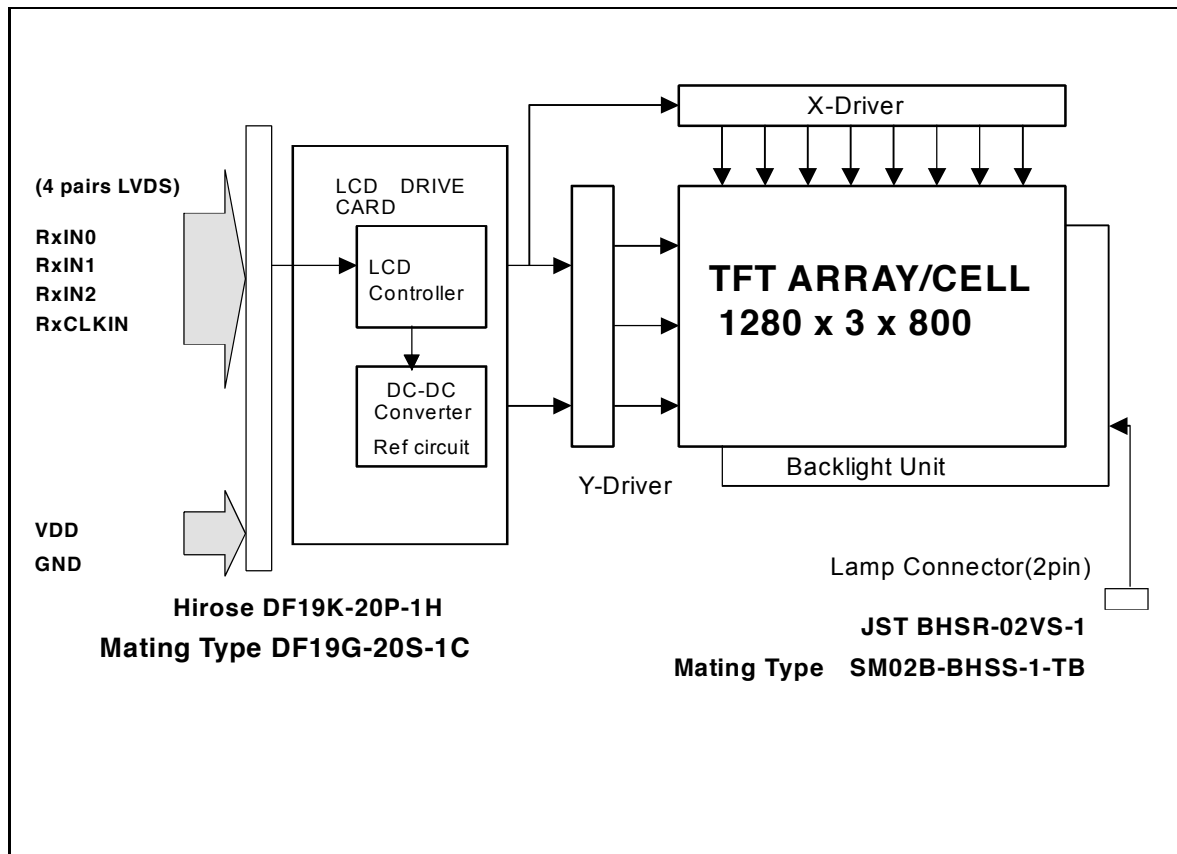 X-Driver
(4 pairs LVDS)
RxIN0
RxIN1
RxIN2
RxCLKIN
LCD DRIVE
CARD
LCD
Controller
DC-DC
Converter
Ref circuit
TFT ARRAY/CELL
1280 x 3 x 800
Y-Driver
Backlight Unit
VDD
GND
Hirose DF19K-20P-1H
Mating Type DF19G-20S-1C
Lamp Connector(2pin)
JST BHSR-02VS-1
Mating Type SM02B-BHSS-1-TB